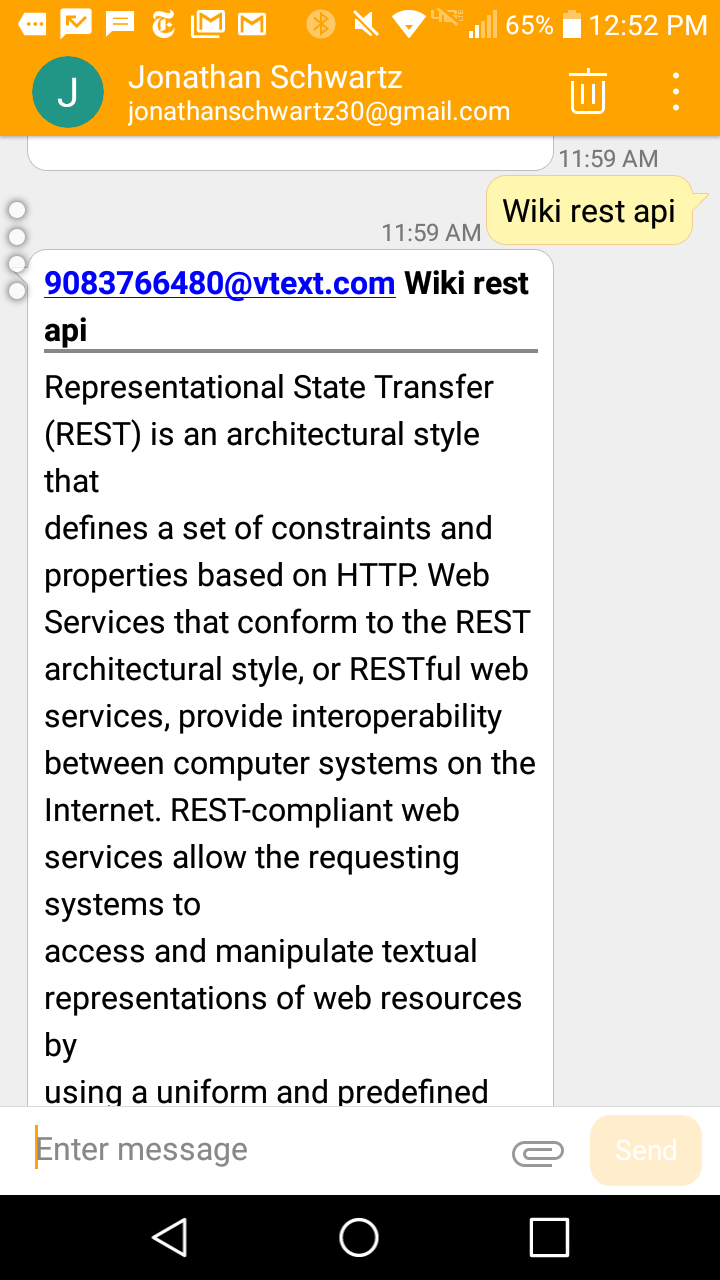 65% 12:52 PM
J
Jonathan Schwartz
jonathanschwartz30@gmail.com
11:59 AM
Wiki rest api
11:59 AM
9083766480@vtext.com Wiki rest
api
Representational State Transfer
(REST) is an architectural style
that
defines a set of constraints and
properties based on HTTP. Web
Services that conform to the REST
architectural style, or RESTful web
services, provide interoperability
between computer systems on the
Internet. REST-compliant web
services allow the requesting
systems to
access and manipulate textual
representations of web resources
by
using a uniform and predefined
Enter message
Send